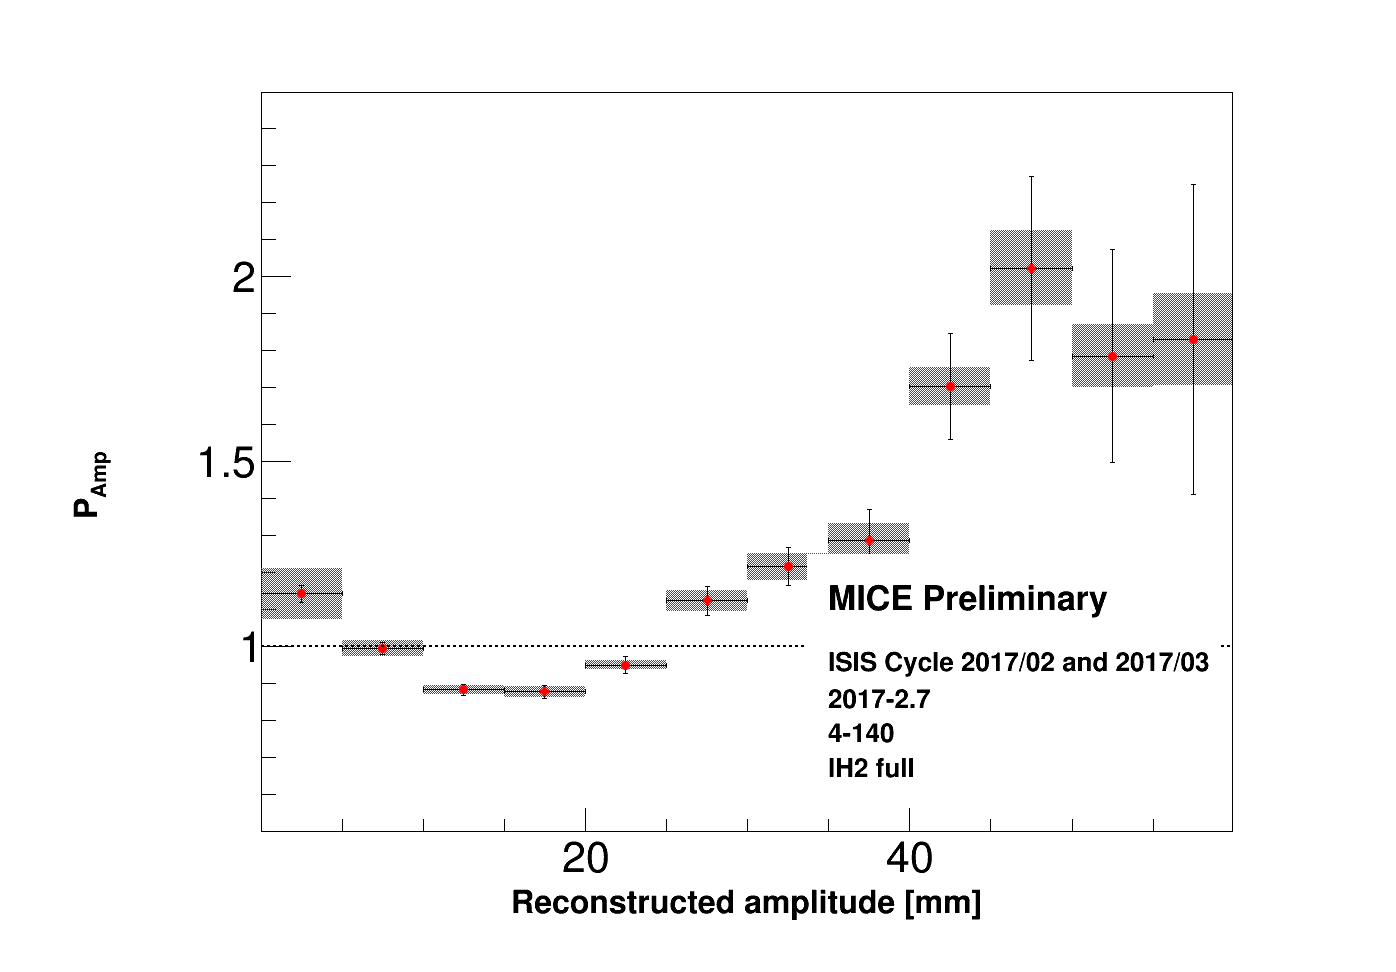 2
1.5
1
P_Amp
MICE Preliminary
ISIS Cycle 2017/02 and 2017/03
2017-2.7
4-140
IH2 full
20 40
Reconstructed amplitude [mm]